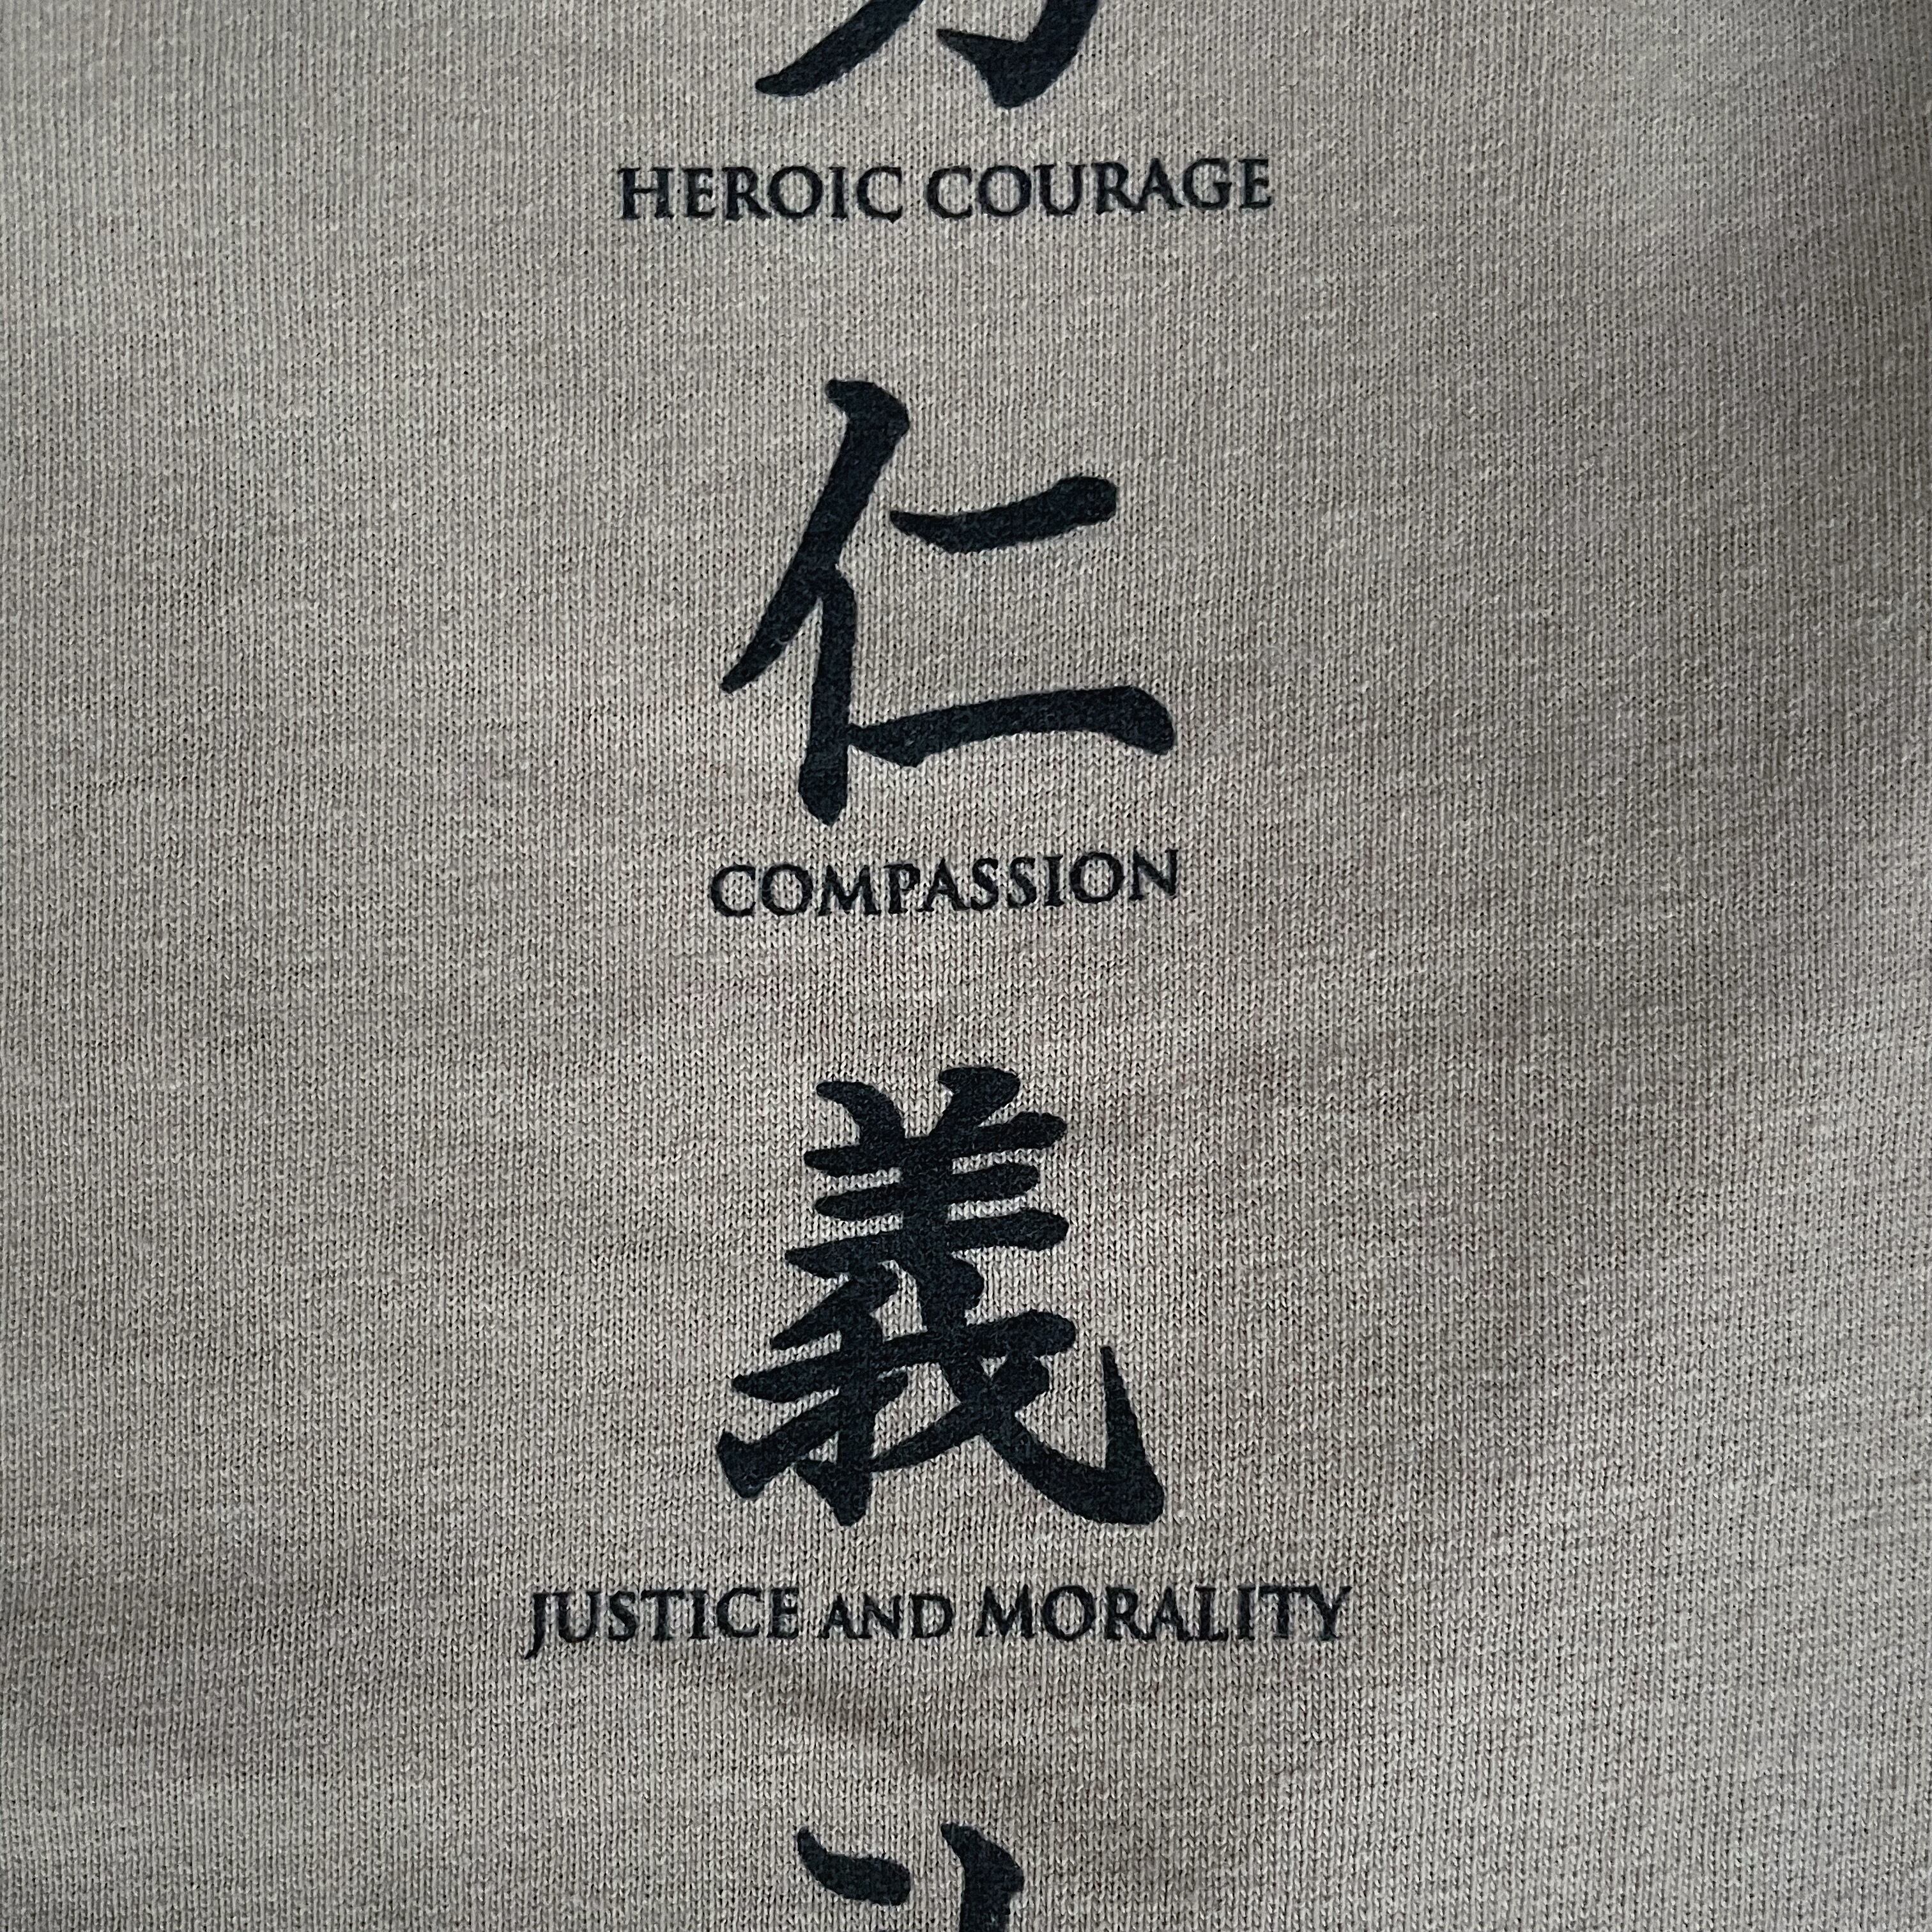 HEROIC COURAGE
仁
COMPASSION
義
JUSTICE AND MORALITY